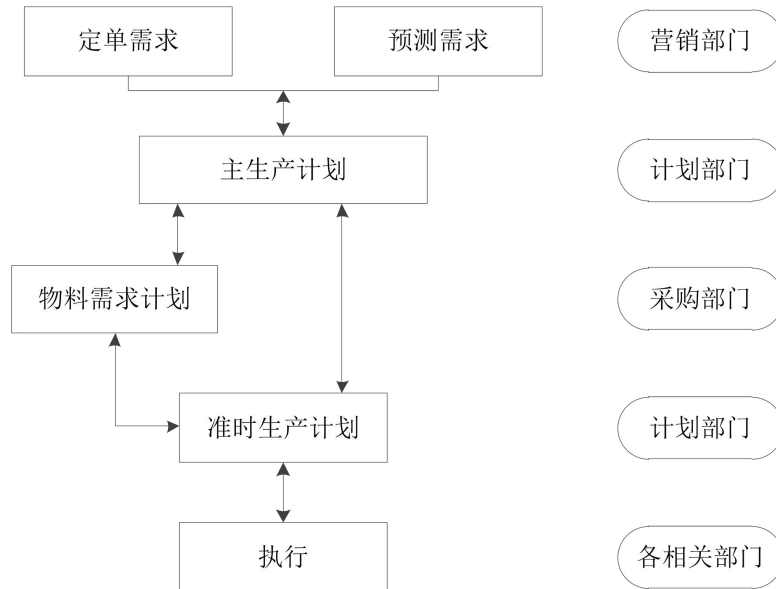 定单需求
预测需求
营销部门
主生产计划
计划部门
物料需求计划
采购部门
准时生产计划
计划部门
执行
各相关部门